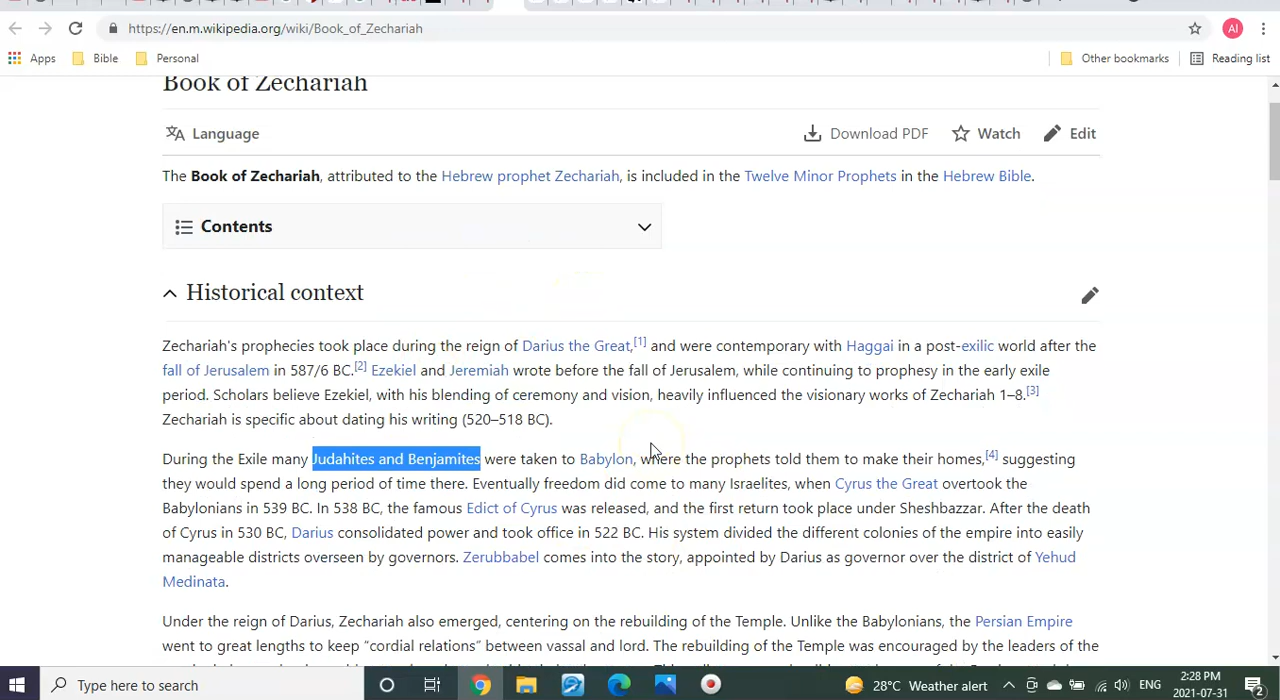 https://en.m.wikipedia.org/wiki/Book_of_Zechariah
AI
Apps
Bible
Personal
Other bookmarks
Reading list
Book of Zechariah
Language
Download PDF
Watch
Edit
The Book of Zechariah, attributed to the Hebrew prophet Zechariah, is included in the Twelve Minor Prophets in the Hebrew Bible.
Contents
Historical context
Zechariah's prophecies took place during the reign of Darius the Great,[1] and were contemporary with Haggai in a post-exilic world after the
fall of Jerusalem in 587/6 BC.[2] Ezekiel and Jeremiah wrote before the fall of Jerusalem, while continuing to prophesy in the early exile
period. Scholars believe Ezekiel, with his blending of ceremony and vision, heavily influenced the visionary works of Zechariah 1–8.[3]
Zechariah is specific about dating his writing (520–518 BC).
During the Exile many Judahites and Benjamites were taken to Babylon, where the prophets told them to make their homes,[4] suggesting
they would spend a long period of time there. Eventually freedom did come to many Israelites, when Cyrus the Great overtook the
Babylonians in 539 BC. In 538 BC, the famous Edict of Cyrus was released, and the first return took place under Sheshbazzar. After the death
of Cyrus in 530 BC, Darius consolidated power and took office in 522 BC. His system divided the different colonies of the empire into easily
manageable districts overseen by governors. Zerubbabel comes into the story, appointed by Darius as governor over the district of Yehud
Medinata.
Under the reign of Darius, Zechariah also emerged, centering on the rebuilding of the Temple. Unlike the Babylonians, the Persian Empire
went to great lengths to keep “cordial relations” between vassal and lord. The rebuilding of the Temple was encouraged by the leaders of the
Type here to search
28°C Weather alert
ENG
2:28 PM
2021-07-31
2